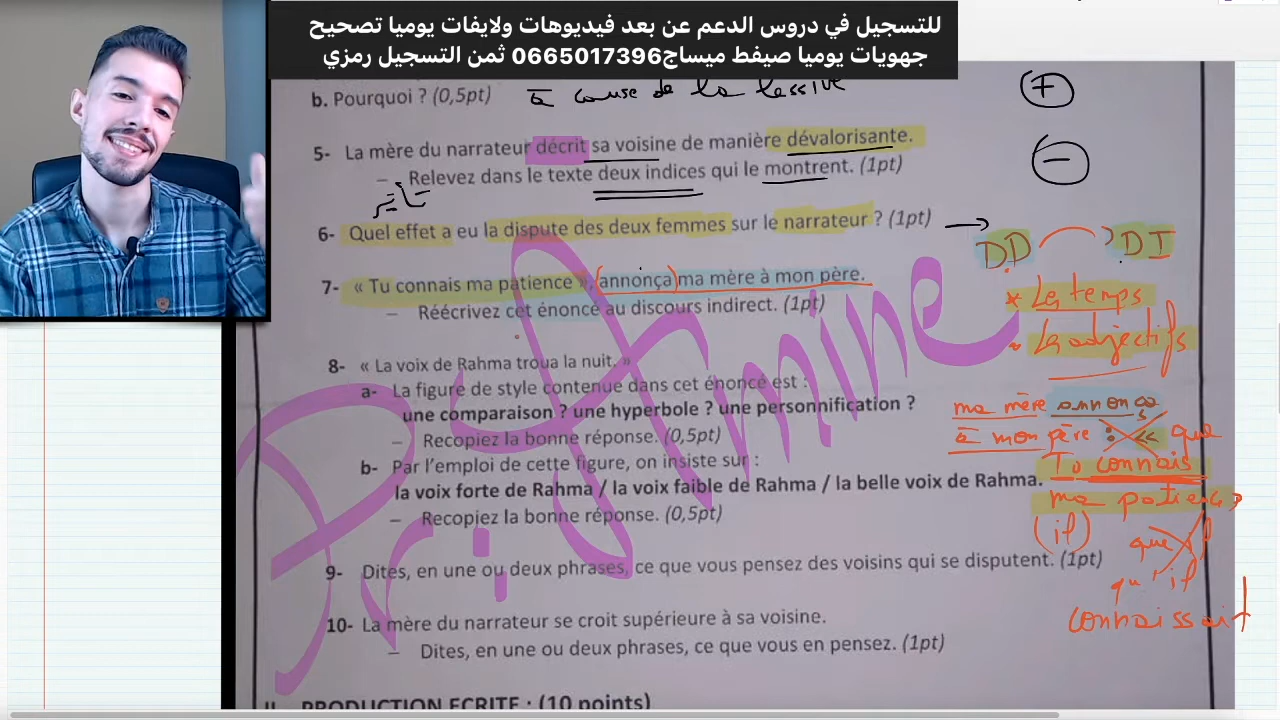 للتسجيل في دروس الدعم عن بعد فيديوهات ولايفات يوميا تصحيح
جهويات يوميا صيفط ميساج0665017396 ثمن التسجيل رمزي
b. Pourquoi ? (0,5pt) à cause de la lessive
+
5- La mère du narrateur décrit sa voisine de manière dévalorisante.
−
– Relevez dans le texte deux indices qui le montrent. (1pt)
6- Quel effet a eu la dispute des deux femmes sur le narrateur ? (1pt)
DD DI
7- « Tu connais ma patience », (annonça) ma mère à mon père.
* Le temps
– Réécrivez cet énoncé au discours indirect. (1pt)
Les adjectifs
8- « La voix de Rahma troua la nuit. »
a- La figure de style contenue dans cet énoncé est :
une comparaison ? une hyperbole ? une personnification ?
ma mère annonça
– Recopiez la bonne réponse. (0,5pt)
à mon père : « que
b- Par l'emploi de cette figure, on insiste sur :
Tu connais
la voix forte de Rahma / la voix faible de Rahma / la belle voix de Rahma.
ma patience
– Recopiez la bonne réponse. (0,5pt)
(il)
que il
9- Dites, en une ou deux phrases, ce que vous pensez des voisins qui se disputent. (1pt)
qu'il
10- La mère du narrateur se croit supérieure à sa voisine.
connaissait
– Dites, en une ou deux phrases, ce que vous en pensez. (1pt)
II. PRODUCTION ECRITE : (10 points)
Pr. Amine